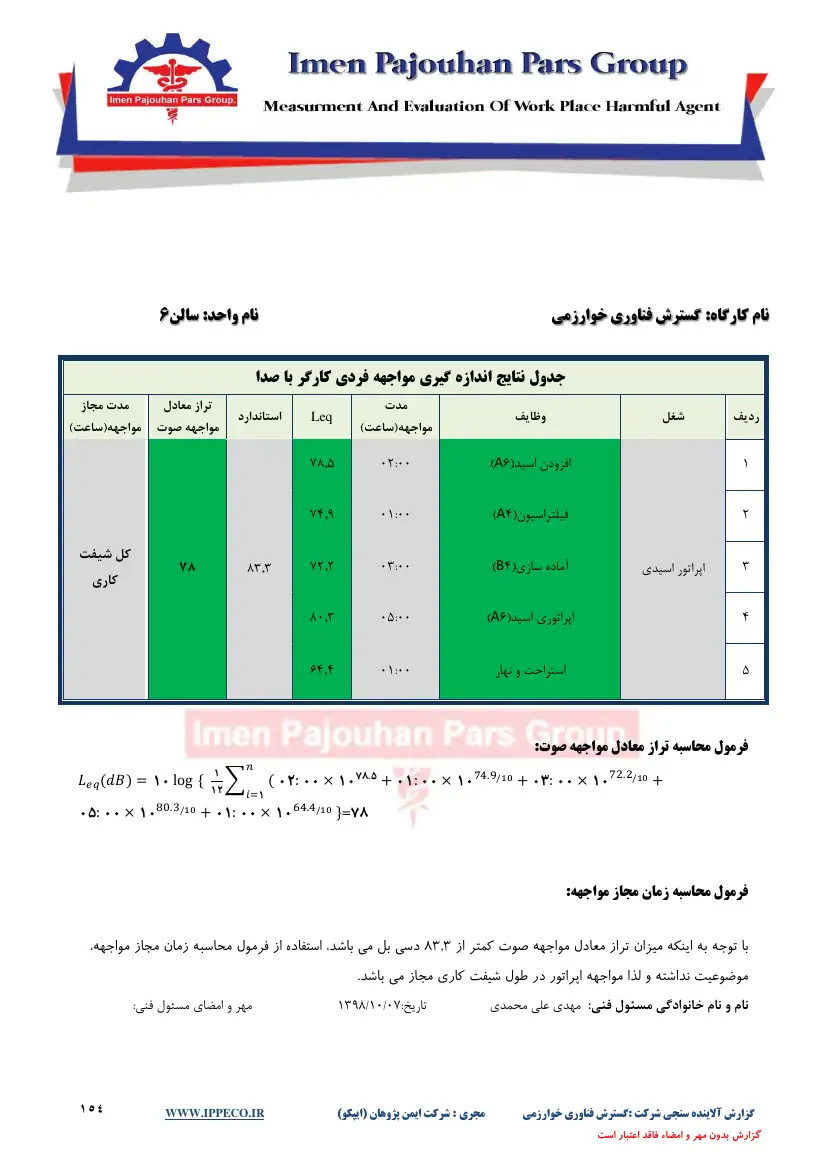 Imen Pajouhan Pars Group
Imen Pajouhan Pars Group.
Measurment And Evaluation Of Work Place Harmful Agent
نام کارگاه: گسترش فناوری خوارزمی نام واحد: سالن۶
جدول نتایج اندازه گیری مواجهه فردی کارگر با صدا
ردیف شغل وظایف مدت مواجهه(ساعت) Leq استاندارد تراز معادل مواجهه صوت مدت مجاز مواجهه(ساعت)
۱ افزودن اسید(A۶) ۰۲:۰۰ ۷۸,۵
۲ فیلتراسیون(A۴) ۰۱:۰۰ ۷۴,۹
۳ اپراتور اسیدی آماده سازی(B۴) ۰۳:۰۰ ۷۲,۲ ۸۳,۳ ۷۸ کل شیفت کاری
۴ اپراتوری اسید(A۶) ۰۵:۰۰ ۸۰,۳
۵ استراحت و نهار ۰۱:۰۰ ۶۴,۴
Imen Pajouhan Pars Group.
فرمول محاسبه تراز معادل مواجهه صوت:
L_eq(dB) = ۱۰ log { ۱/۱۲ ∑_{i=۱}^{n} ( ۰۲: ۰۰ × ۱۰^{۷۸.۵} + ۰۱: ۰۰ × ۱۰^{74.9/10} + ۰۳: ۰۰ × ۱۰^{72.2/10} +
۰۵: ۰۰ × ۱۰^{80.3/10} + ۰۱: ۰۰ × ۱۰^{64.4/10} }=۷۸
فرمول محاسبه زمان مجاز مواجهه:
با توجه به اینکه میزان تراز معادل مواجهه صوت کمتر از ۸۳,۳ دسی بل می باشد، استفاده از فرمول محاسبه زمان مجاز مواجهه،
موضوعیت نداشته و لذا مواجهه اپراتور در طول شیفت کاری مجاز می باشد.
نام و نام خانوادگی مسئول فنی: مهدی علی محمدی تاریخ:۱۳۹۸/۱۰/۰۷ مهر و امضای مسئول فنی:
گزارش آلاینده سنجی شرکت :گسترش فناوری خوارزمی مجری : شرکت ایمن پژوهان (ایپکو) WWW.IPPECO.IR ١٥٤
گزارش بدون مهر و امضاء فاقد اعتبار است